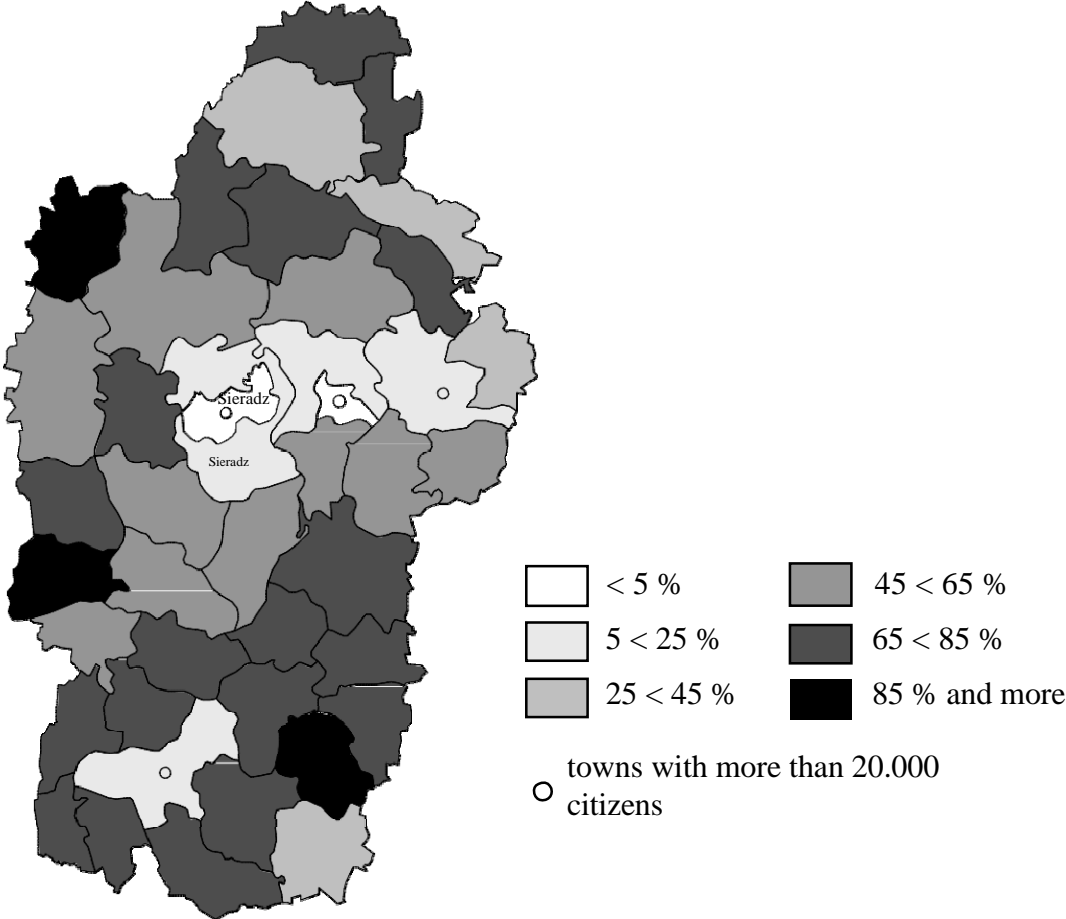 Sieradz
Sieradz
< 5 %
5 < 25 %
25 < 45 %
45 < 65 %
65 < 85 %
85 % and more
towns with more than 20.000
citizens